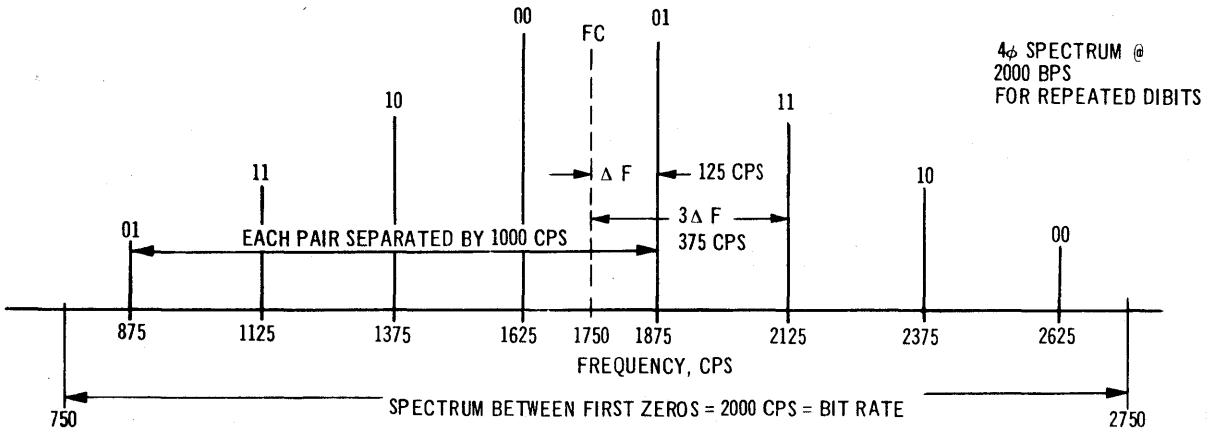 00
01
FC
4φ SPECTRUM @
2000 BPS
FOR REPEATED DIBITS
10
11
11
Δ F
125 CPS
10
01
3Δ F
EACH PAIR SEPARATED BY 1000 CPS
375 CPS
00
875
1125
1375
1625
1750
1875
2125
2375
2625
FREQUENCY, CPS
SPECTRUM BETWEEN FIRST ZEROS = 2000 CPS = BIT RATE
750
2750